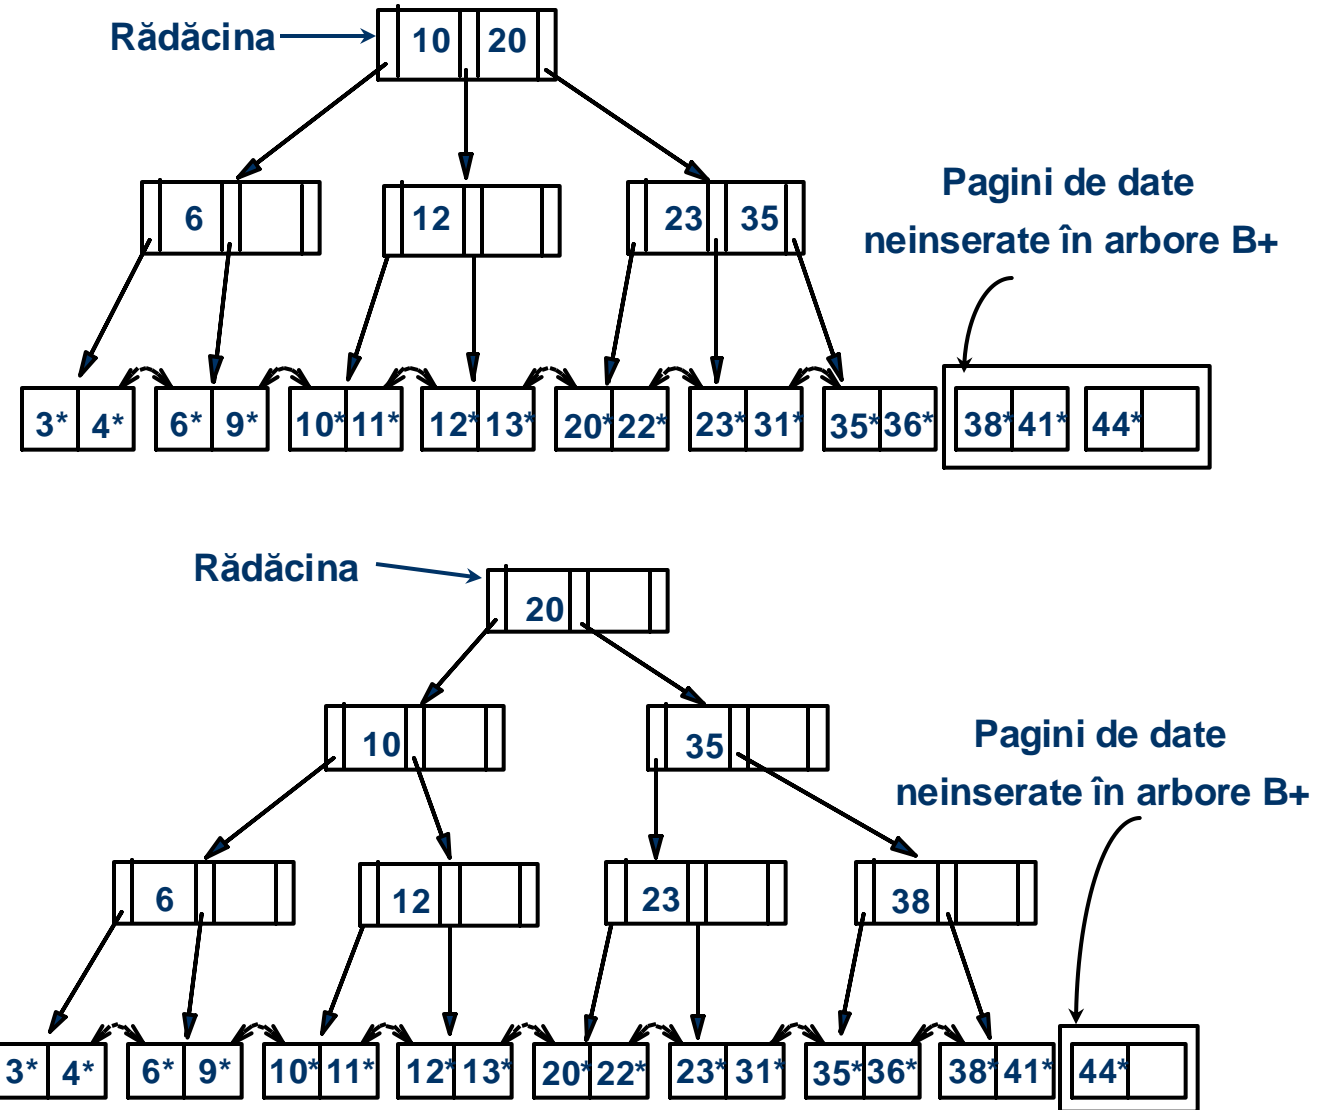 Rădăcina
10 20
6
12
23 35
Pagini de date
neinserate în arbore B+
3* 4* 6* 9* 10* 11* 12* 13* 20* 22* 23* 31* 35* 36* 38* 41* 44*
Rădăcina
20
10
35
Pagini de date
neinserate în arbore B+
6
12
23
38
3* 4* 6* 9* 10* 11* 12* 13* 20* 22* 23* 31* 35* 36* 38* 41* 44*